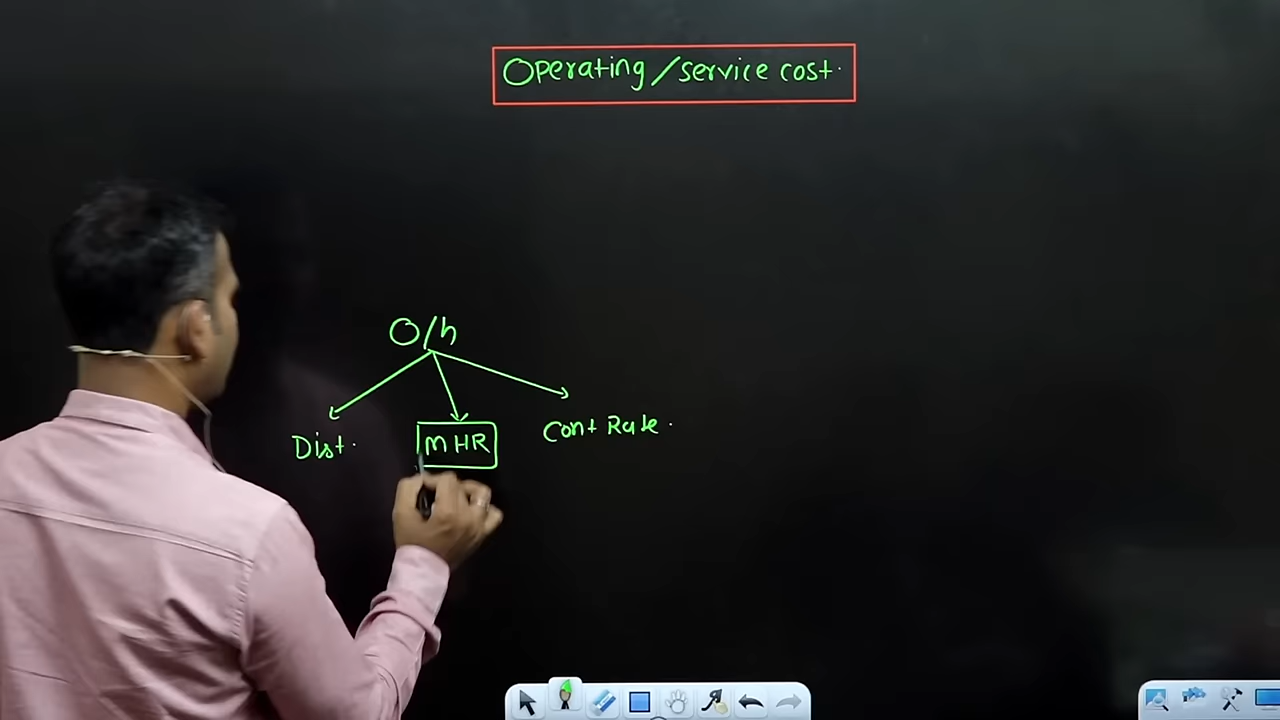 Operating/service cost.
O/h
Dist.
MHR
Cont Rate.